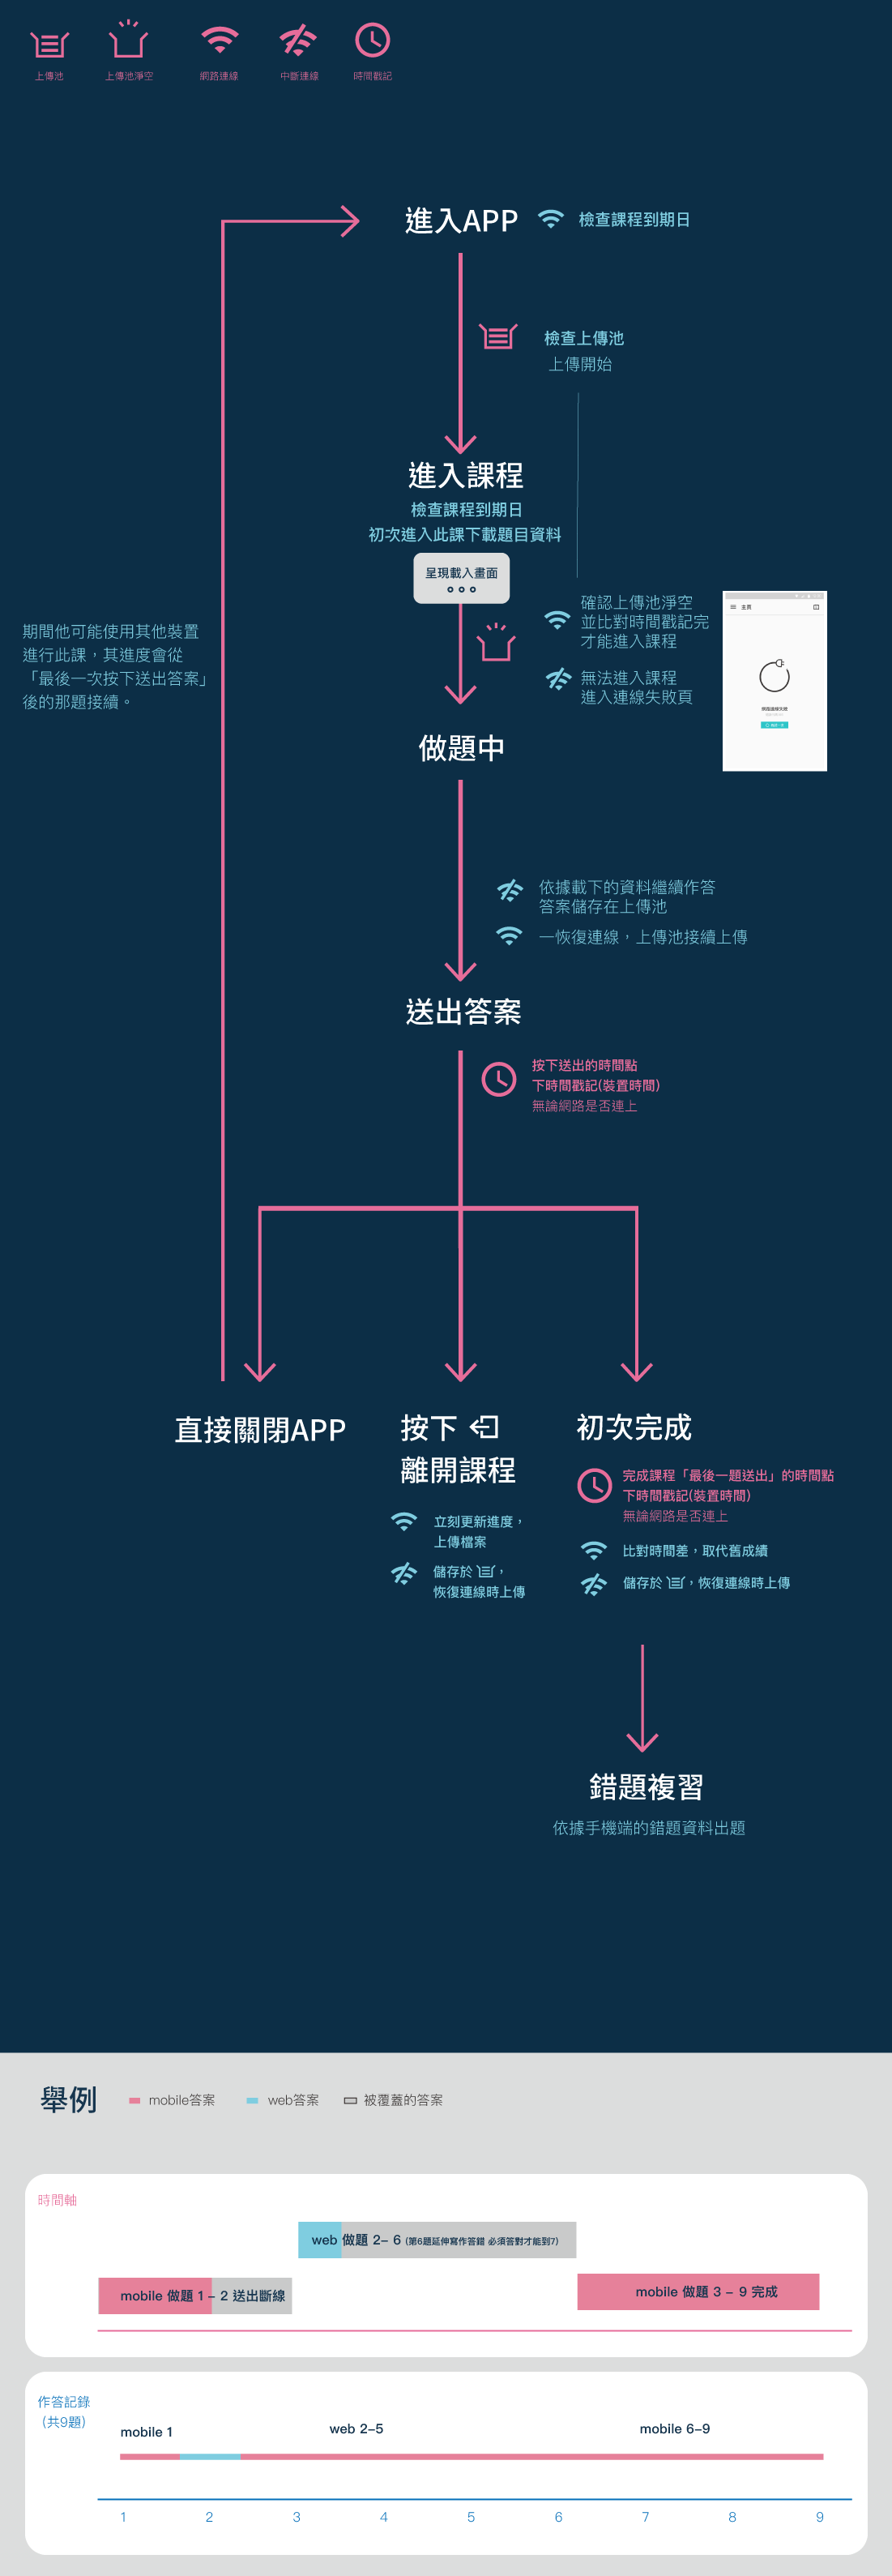 上傳池
上傳池淨空
網路連線
中斷連線
時間戳記
進入APP
檢查課程到期日
檢查上傳池
上傳開始
進入課程
檢查課程到期日
初次進入此課下載題目資料
呈現載入畫面
確認上傳池淨空
並比對時間戳記完
才能進入課程
無法進入課程
進入連線失敗頁
主頁
期間他可能使用其他裝置
進行此課，其進度會從
「最後一次按下送出答案」
後的那題接續。
做題中
依據載下的資料繼續作答
答案儲存在上傳池
一恢復連線，上傳池接續上傳
送出答案
按下送出的時間點
下時間戳記(裝置時間)
無論網路是否連上
直接關閉APP
按下
離開課程
立刻更新進度，
上傳檔案
儲存於 ，
恢復連線時上傳
初次完成
完成課程「最後一題送出」的時間點
下時間戳記(裝置時間)
無論網路是否連上
比對時間差，取代舊成績
儲存於 ，恢復連線時上傳
錯題複習
依據手機端的錯題資料出題
舉例
mobile答案
web答案
被覆蓋的答案
時間軸
web 做題 2- 6 (第6題延伸寫作答錯 必須答對才能到7)
mobile 做題 1 - 2 送出斷線
mobile 做題 3 - 9 完成
作答記錄
(共9題)
mobile 1
web 2-5
mobile 6-9
1 2 3 4 5 6 7 8 9